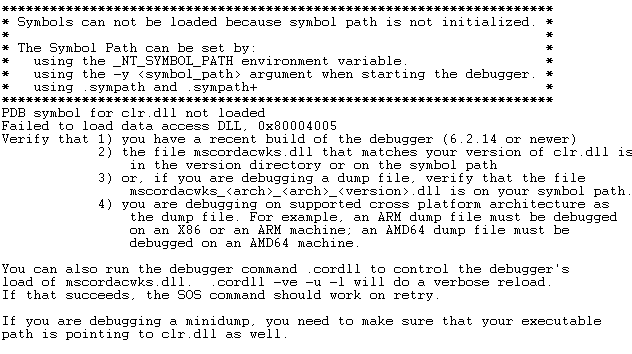 *********************************************************************
* Symbols can not be loaded because symbol path is not initialized. *
*                                                                   *
* The Symbol Path can be set by:                                    *
*   using the _NT_SYMBOL_PATH environment variable.                 *
*   using the -y <symbol_path> argument when starting the debugger. *
*   using .sympath and .sympath+                                    *
*********************************************************************
PDB symbol for clr.dll not loaded
Failed to load data access DLL, 0x80004005
Verify that 1) you have a recent build of the debugger (6.2.14 or newer)
            2) the file mscordacwks.dll that matches your version of clr.dll is
                in the version directory or on the symbol path
            3) or, if you are debugging a dump file, verify that the file
                mscordacwks_<arch>_<arch>_<version>.dll is on your symbol path.
            4) you are debugging on supported cross platform architecture as
                the dump file. For example, an ARM dump file must be debugged
                on an X86 or an ARM machine; an AMD64 dump file must be
                debugged on an AMD64 machine.

You can also run the debugger command .cordll to control the debugger's
load of mscordacwks.dll.  .cordll -ve -u -l will do a verbose reload.
If that succeeds, the SOS command should work on retry.

If you are debugging a minidump, you need to make sure that your executable
path is pointing to clr.dll as well.